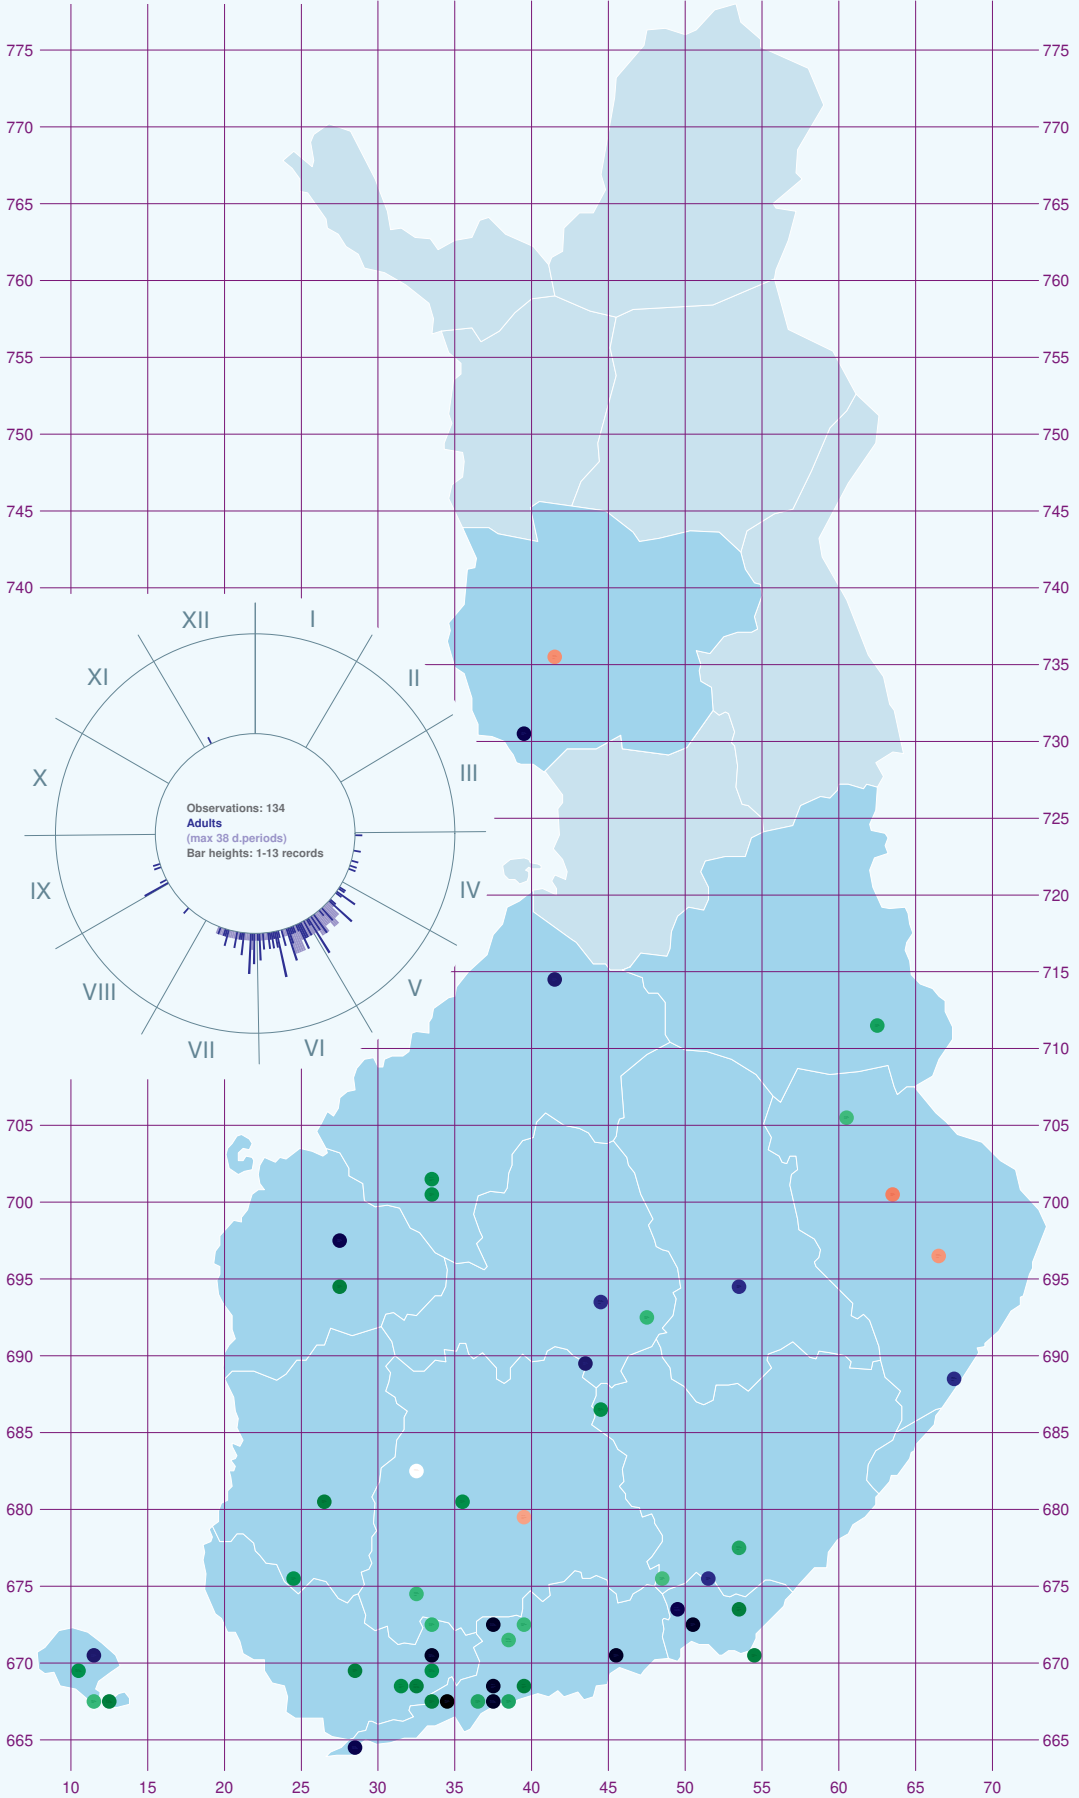 775 775
770 770
765 765
760 760
755 755
750 750
745 745
740 740
XII I
735 735
XI II
730 730
X III
Observations: 134
725
Adults
(max 38 d.periods)
Bar heights: 1-13 records
IX IV
720
715
VIII V
VII VI
710
705 705
700 700
695 695
690 690
685 685
680 680
675 675
670 670
665 665
10 15 20 25 30 35 40 45 50 55 60 65 70